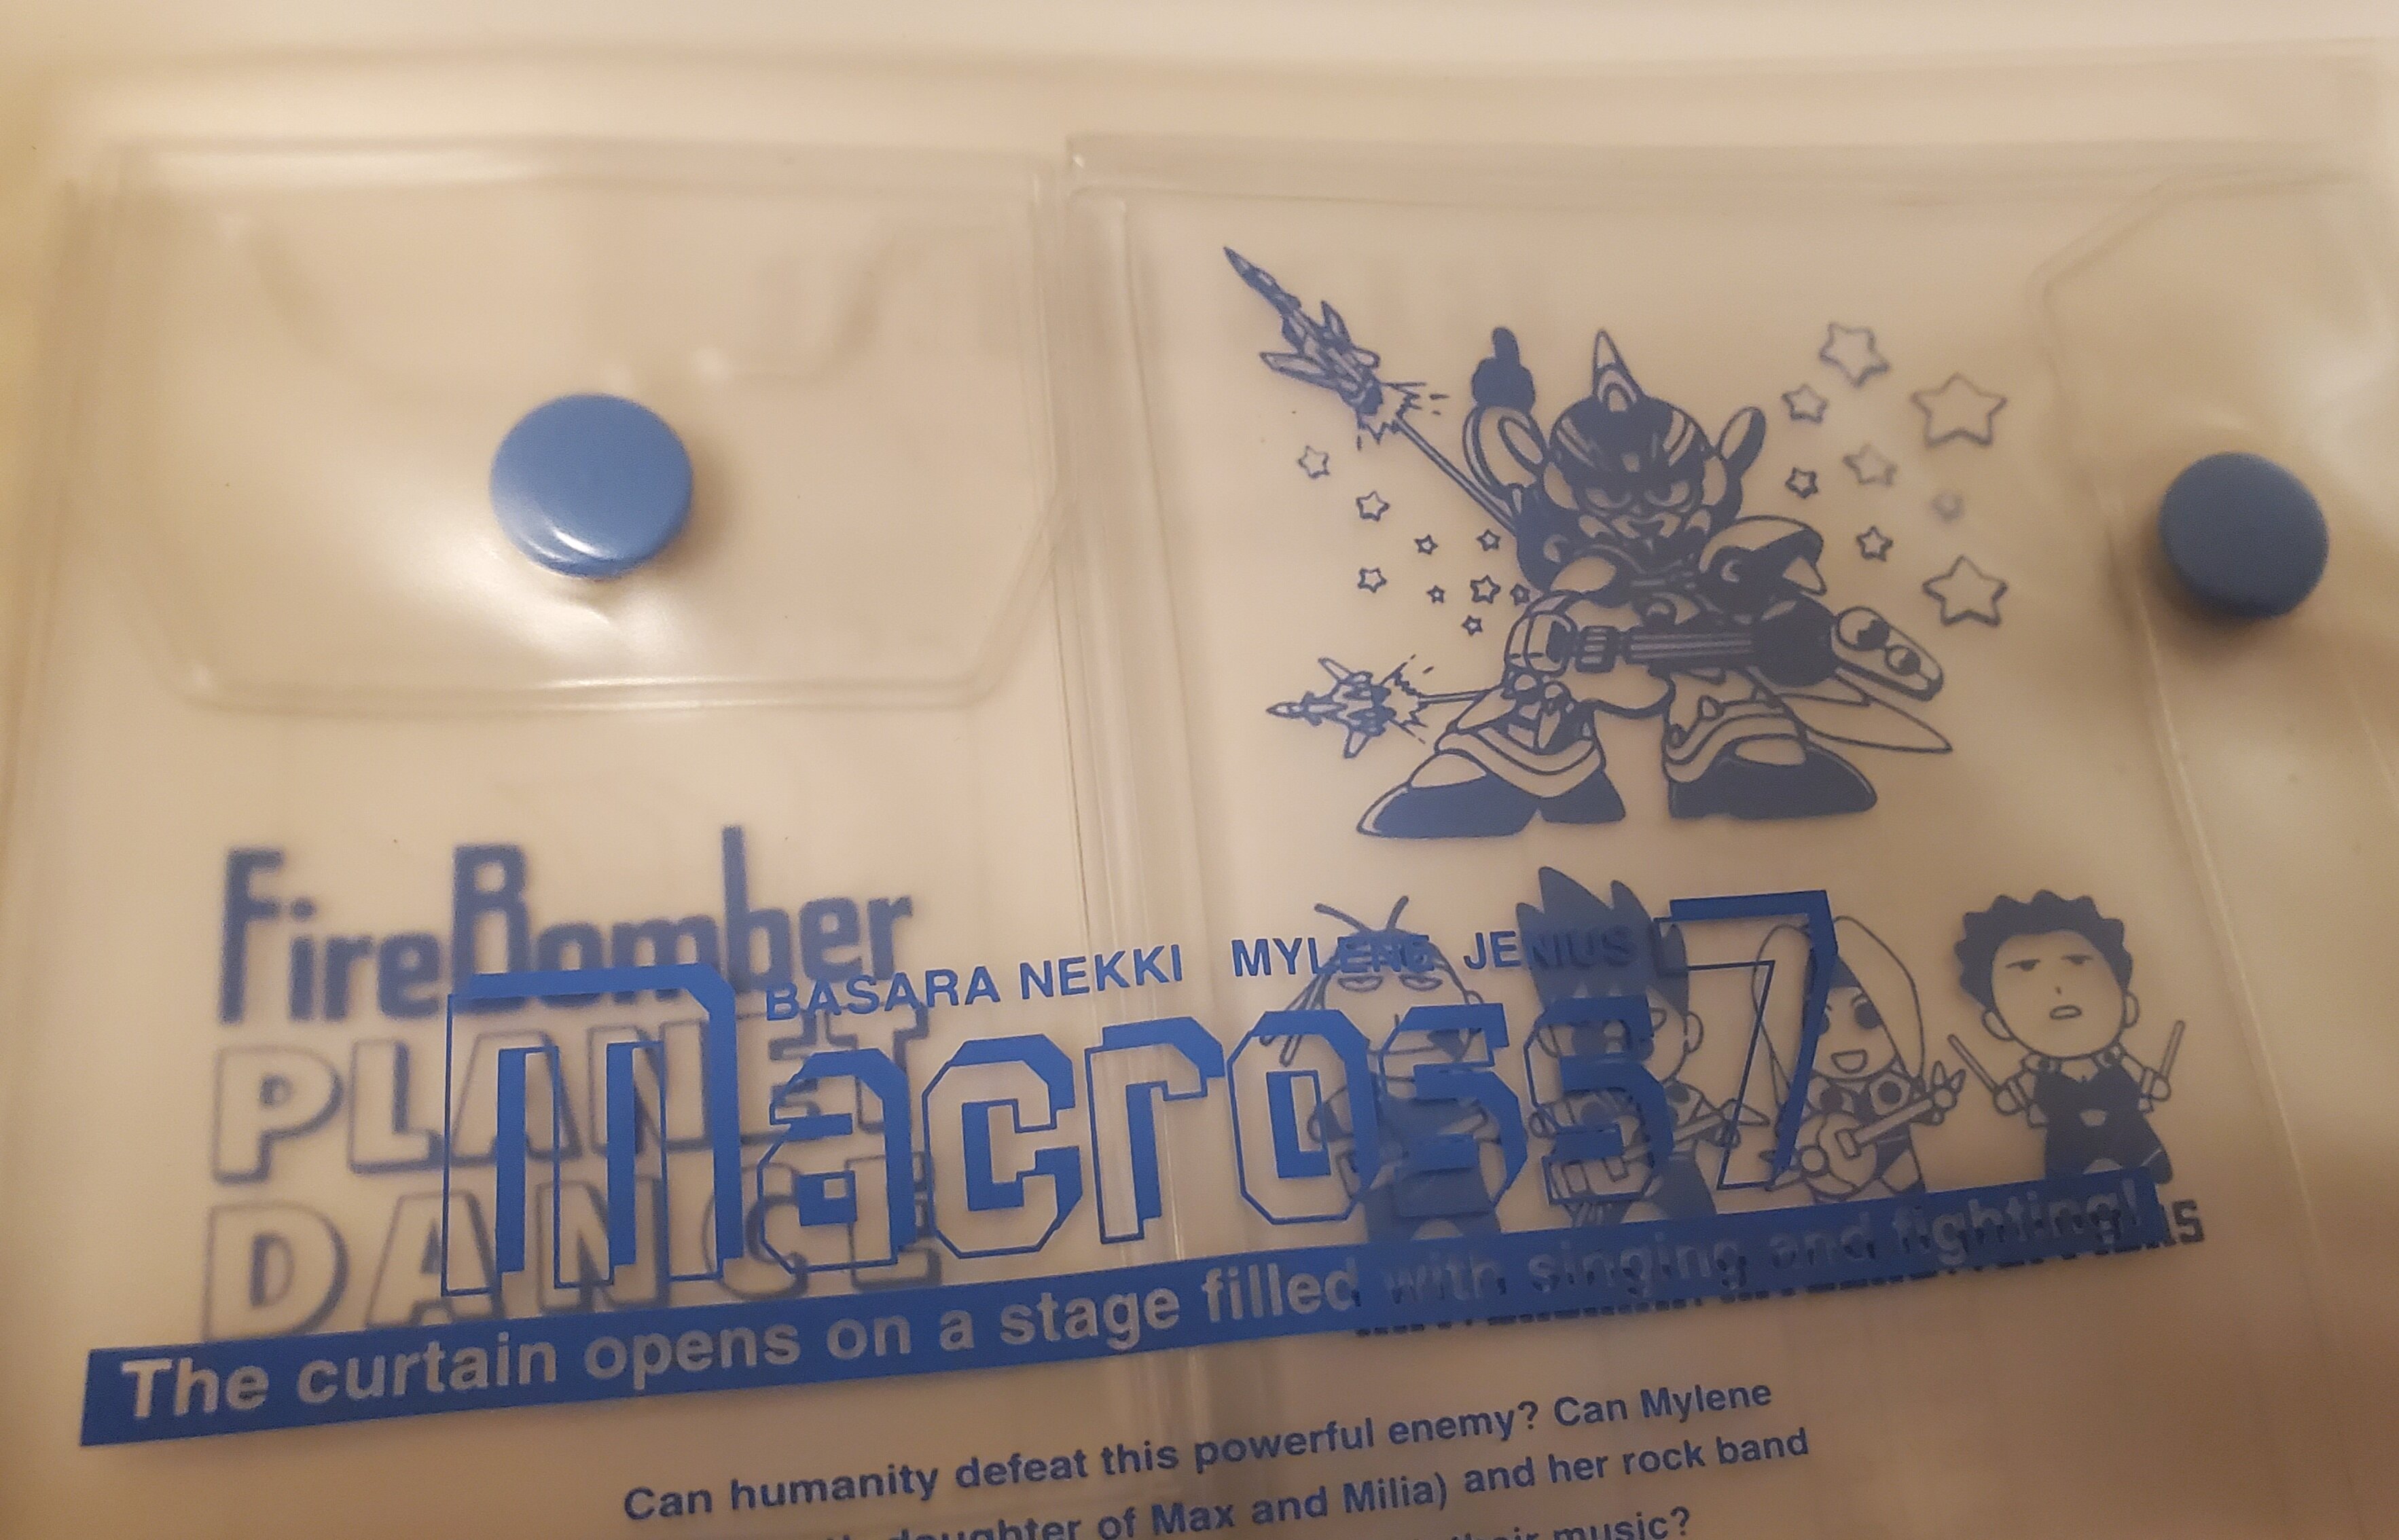 FireBomber
PLANET
DANCE
BASARA NEKKI MYLENE JENIUS
Macross 7
The curtain opens on a stage filled with singing and fighting!
Can humanity defeat this powerful enemy? Can Mylene
daughter of Max and Milia) and her rock band
their music?